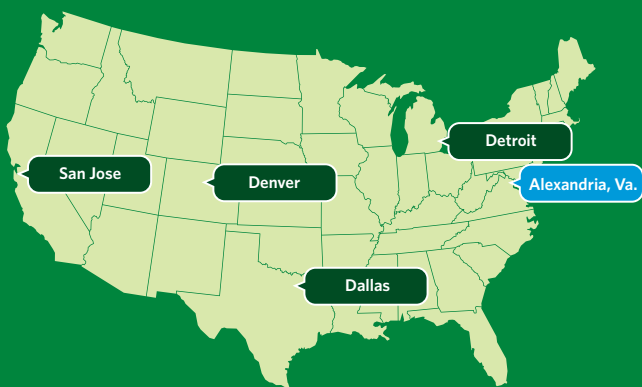 Detroit
San Jose
Denver
Alexandria, Va.
Dallas